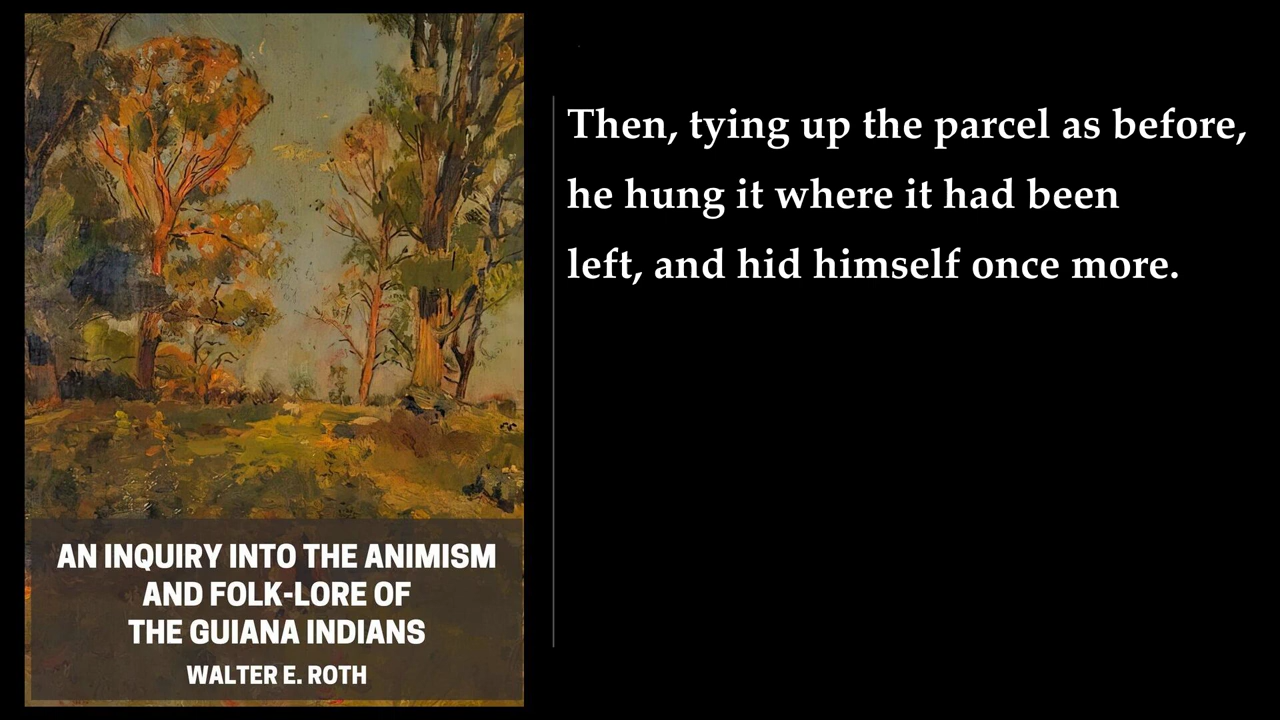 Then, tying up the parcel as before,
he hung it where it had been
left, and hid himself once more.
AN INQUIRY INTO THE ANIMISM
AND FOLK-LORE OF
THE GUIANA INDIANS
WALTER E. ROTH